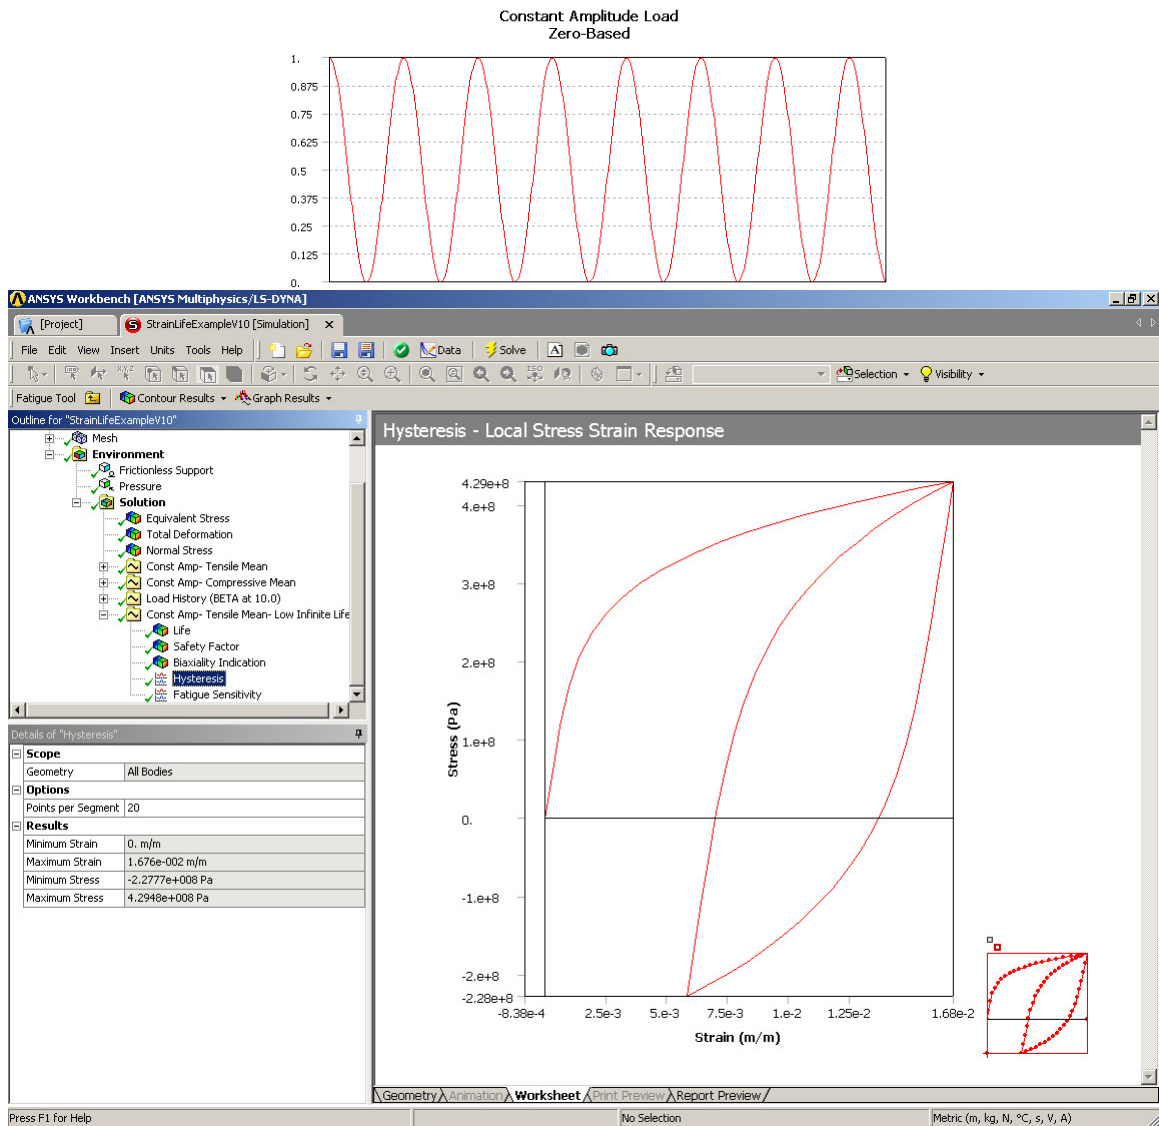 Constant Amplitude Load
Zero-Based
1.
0.875
0.75
0.625
0.5
0.375
0.25
0.125
0.
ANSYS Workbench [ANSYS Multiphysics/LS-DYNA]
[Project] StrainLifeExampleV10 [Simulation]
File Edit View Insert Units Tools Help Data Solve A
X,Y,Z ISO Selection Visibility
Fatigue Tool Contour Results Graph Results
Outline for "StrainLifeExampleV10"
Mesh
Environment
Frictionless Support
Pressure
Solution
Equivalent Stress
Total Deformation
Normal Stress
Const Amp- Tensile Mean
Const Amp- Compressive Mean
Load History (BETA at 10.0)
Const Amp- Tensile Mean- Low Infinite Life
Life
Safety Factor
Biaxiality Indication
Hysteresis
Fatigue Sensitivity
Details of "Hysteresis"
Scope
Geometry All Bodies
Options
Points per Segment 20
Results
Minimum Strain 0. m/m
Maximum Strain 1.676e-002 m/m
Minimum Stress -2.2777e+008 Pa
Maximum Stress 4.2948e+008 Pa
Hysteresis - Local Stress Strain Response
4.29e+8
4.e+8
3.e+8
2.e+8
1.e+8
0.
-1.e+8
-2.e+8
-2.28e+8
Stress (Pa)
-8.38e-4 2.5e-3 5.e-3 7.5e-3 1.e-2 1.25e-2 1.68e-2
Strain (m/m)
Geometry Animation Worksheet Print Preview Report Preview
Press F1 for Help No Selection Metric (m, kg, N, °C, s, V, A)